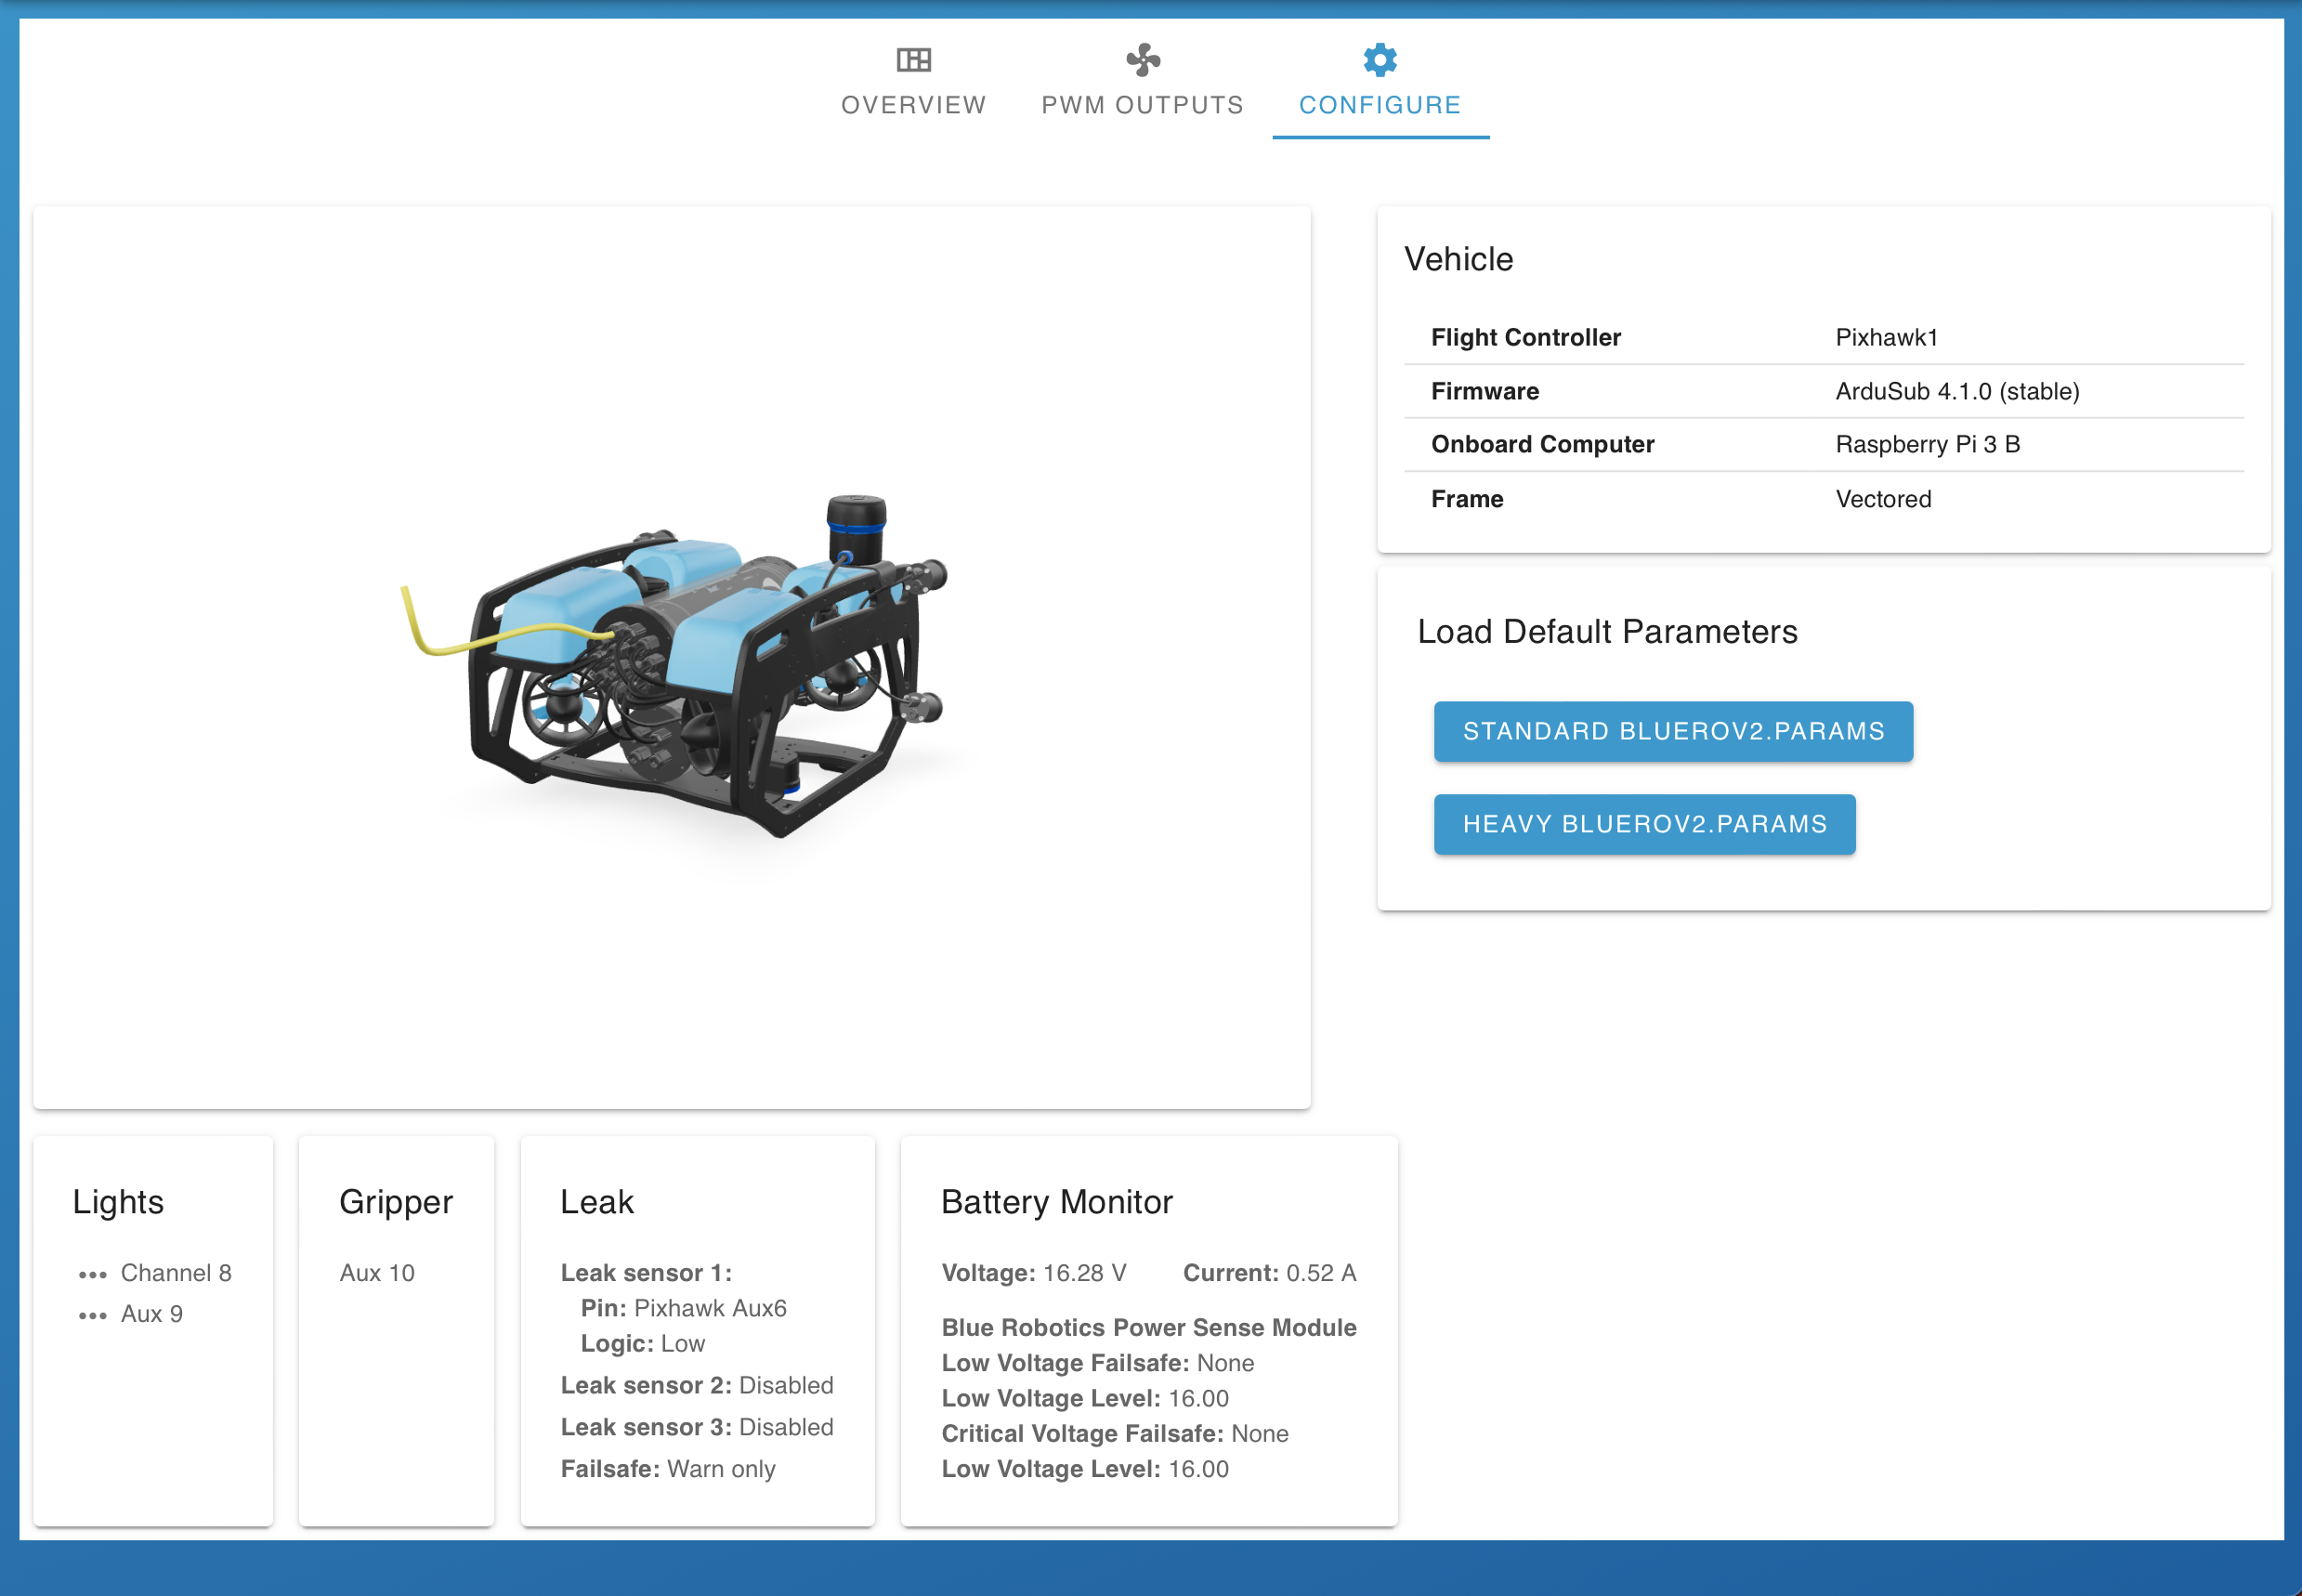 OVERVIEW
PWM OUTPUTS
CONFIGURE
Vehicle
Flight Controller Pixhawk1
Firmware ArduSub 4.1.0 (stable)
Onboard Computer Raspberry Pi 3 B
Frame Vectored
Load Default Parameters
STANDARD BLUEROV2.PARAMS
HEAVY BLUEROV2.PARAMS
Lights
Channel 8
Aux 9
Gripper
Aux 10
Leak
Leak sensor 1:
Pin: Pixhawk Aux6
Logic: Low
Leak sensor 2: Disabled
Leak sensor 3: Disabled
Failsafe: Warn only
Battery Monitor
Voltage: 16.28 V Current: 0.52 A
Blue Robotics Power Sense Module
Low Voltage Failsafe: None
Low Voltage Level: 16.00
Critical Voltage Failsafe: None
Low Voltage Level: 16.00